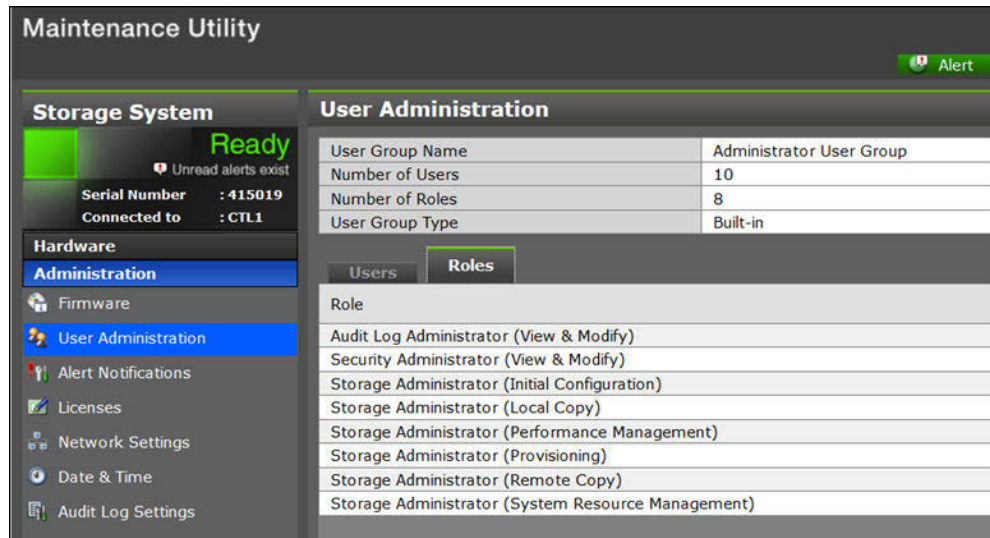 Maintenance Utility
Alert
Storage System
Ready
Unread alerts exist
Serial Number : 415019
Connected to : CTL1
Hardware
Administration
Firmware
User Administration
Alert Notifications
Licenses
Network Settings
Date & Time
Audit Log Settings
User Administration
User Group Name Administrator User Group
Number of Users 10
Number of Roles 8
User Group Type Built-in
Users Roles
Role
Audit Log Administrator (View & Modify)
Security Administrator (View & Modify)
Storage Administrator (Initial Configuration)
Storage Administrator (Local Copy)
Storage Administrator (Performance Management)
Storage Administrator (Provisioning)
Storage Administrator (Remote Copy)
Storage Administrator (System Resource Management)